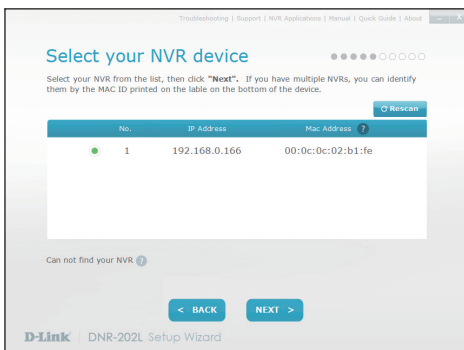 Troubleshooting | Support | NVR Applications | Manual | Quick Guide | About
Select your NVR device
Select your NVR from the list, then click "Next". If you have multiple NVRs, you can identify
them by the MAC ID printed on the lable on the bottom of the device.
Rescan
No. IP Address Mac Address ?
1 192.168.0.166 00:0c:0c:02:b1:fe
Can not find your NVR ?
< BACK NEXT >
D-Link DNR-202L Setup Wizard